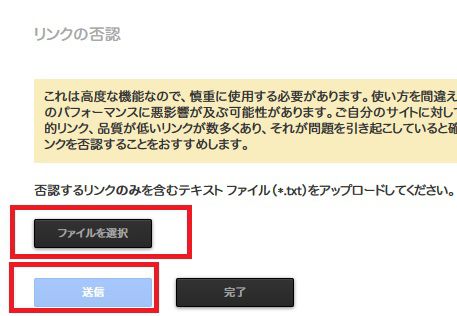 リンクの否認
これは高度な機能なので、慎重に使用する必要があります。使い方を間違え
のパフォーマンスに悪影響が及ぶ可能性があります。ご自分のサイトに対して
的リンク、品質が低いリンクが数多くあり、それが問題を引き起こしていると確
ンクを否認することをおすすめします。
否認するリンクのみを含むテキスト ファイル (*.txt)をアップロードしてください。
ファイルを選択
送信
完了